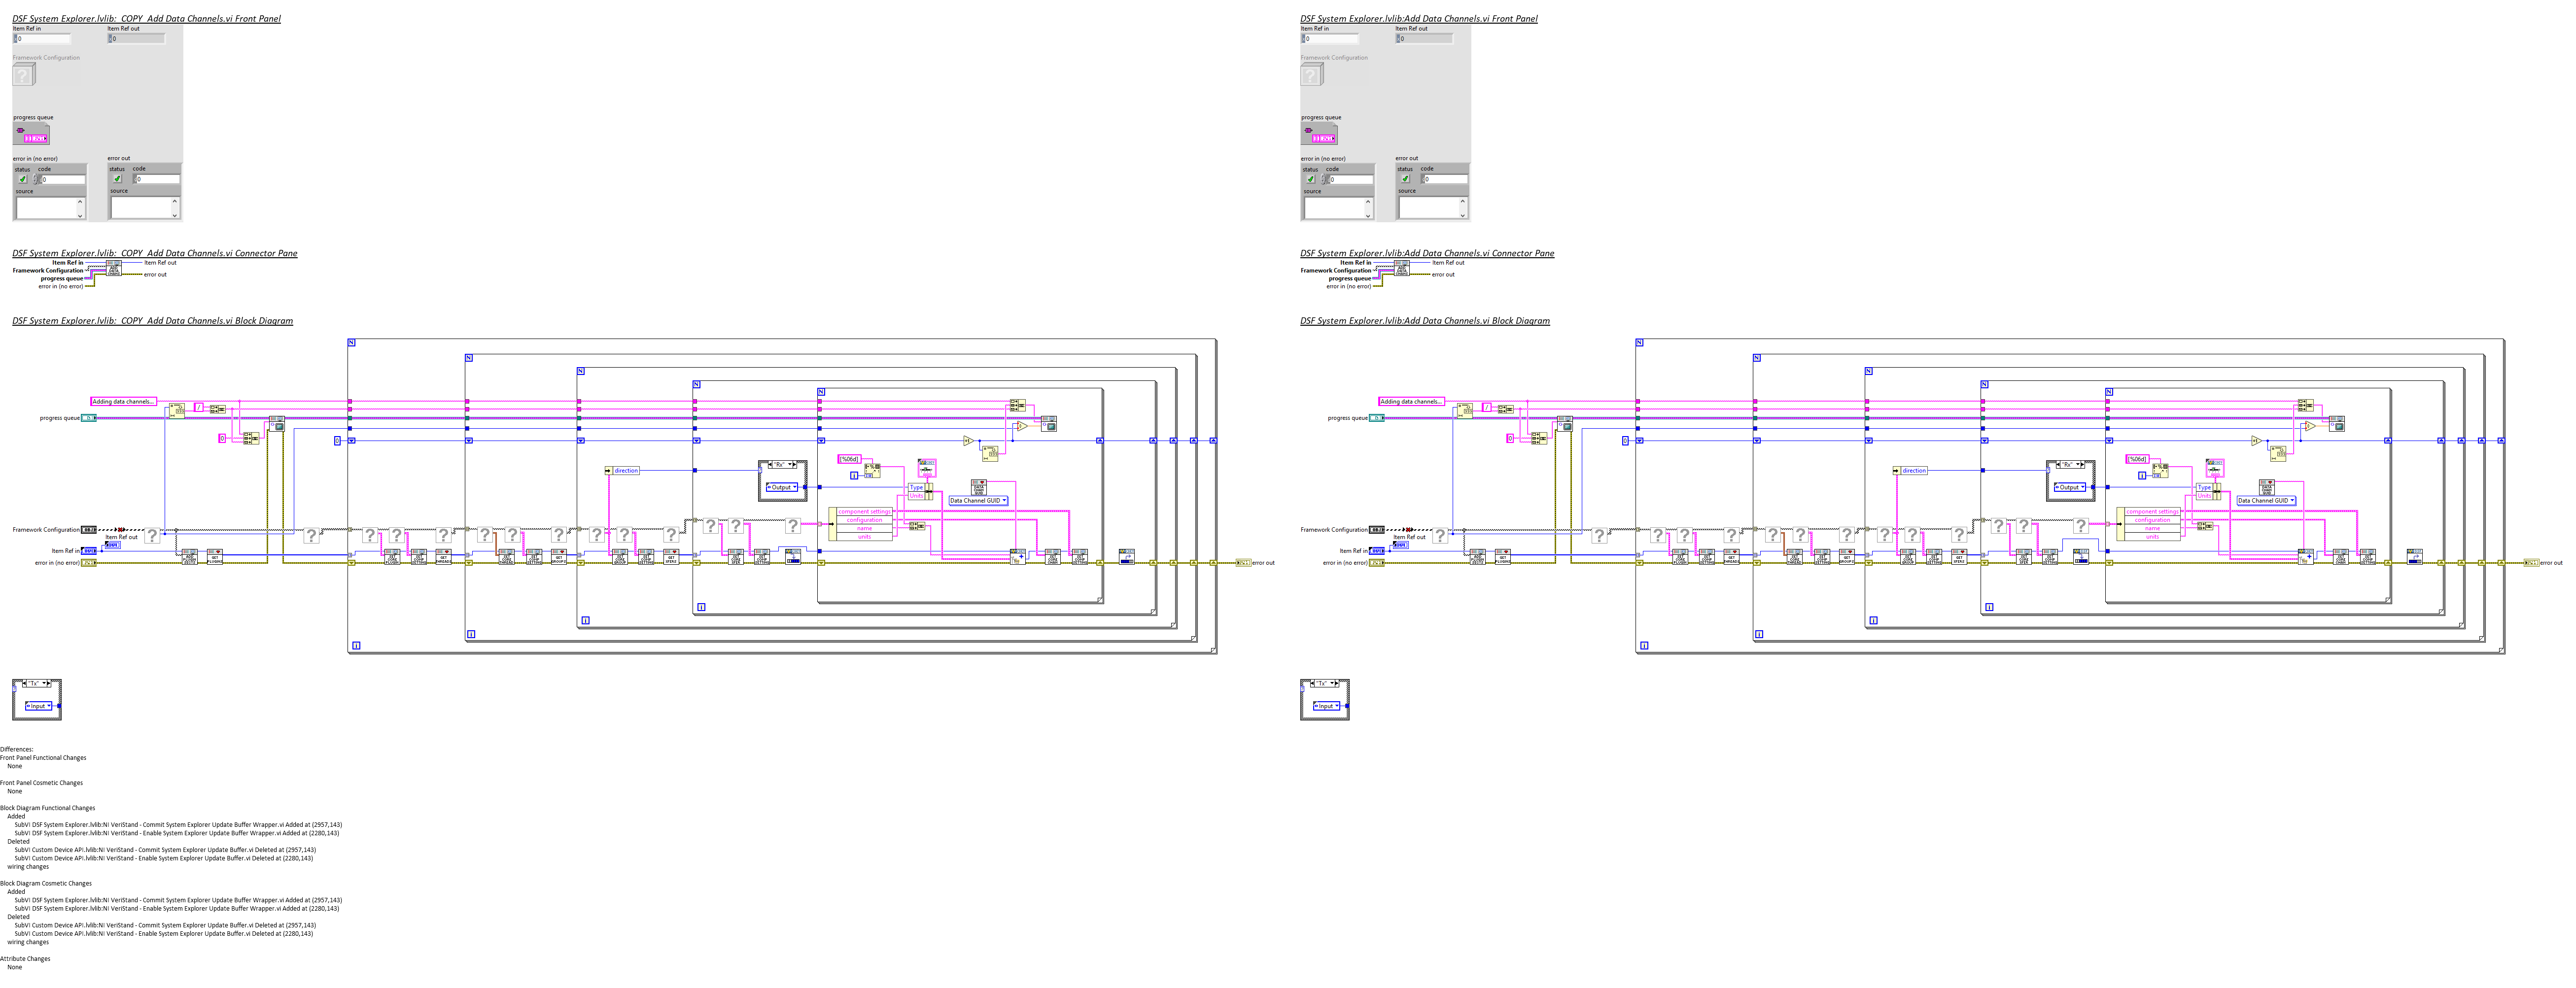 DSF System Explorer.lvlib:_COPY_Add Data Channels.vi Front Panel
Item Ref in
Item Ref out
0
0
Framework Configuration
?
progress queue
error in (no error)
error out
status code
0
source
status code
0
source
DSF System Explorer.lvlib:_COPY_Add Data Channels.vi Connector Pane
Item Ref in
Item Ref out
Framework Configuration
progress queue
error out
error in (no error)
DSF System Explorer.lvlib:_COPY_Add Data Channels.vi Block Diagram
N
N
N
N
N
Adding data channels...
/
progress queue
0
0
direction
"Rx"
Output
[%06d]
i
Type
Units
Data Channel GUID
component settings
configuration
name
units
Framework Configuration
Item Ref out
Item Ref in
error in (no error)
error out
i
i
i
i
"Tx"
Input
Differences:
Front Panel Functional Changes
None
Front Panel Cosmetic Changes
None
Block Diagram Functional Changes
Added
SubVI DSF System Explorer.lvlib:NI VeriStand - Commit System Explorer Update Buffer Wrapper.vi Added at (2957,143)
SubVI DSF System Explorer.lvlib:NI VeriStand - Enable System Explorer Update Buffer Wrapper.vi Added at (2280,143)
Deleted
SubVI Custom Device API.lvlib:NI VeriStand - Commit System Explorer Update Buffer.vi Deleted at (2957,143)
SubVI Custom Device API.lvlib:NI VeriStand - Enable System Explorer Update Buffer.vi Deleted at (2280,143)
wiring changes
Block Diagram Cosmetic Changes
Added
SubVI DSF System Explorer.lvlib:NI VeriStand - Commit System Explorer Update Buffer Wrapper.vi Added at (2957,143)
SubVI DSF System Explorer.lvlib:NI VeriStand - Enable System Explorer Update Buffer Wrapper.vi Added at (2280,143)
Deleted
SubVI Custom Device API.lvlib:NI VeriStand - Commit System Explorer Update Buffer.vi Deleted at (2957,143)
SubVI Custom Device API.lvlib:NI VeriStand - Enable System Explorer Update Buffer.vi Deleted at (2280,143)
wiring changes
Attribute Changes
None
DSF System Explorer.lvlib:Add Data Channels.vi Front Panel
Item Ref in
Item Ref out
0
0
Framework Configuration
?
progress queue
error in (no error)
error out
status code
0
source
status code
0
source
DSF System Explorer.lvlib:Add Data Channels.vi Connector Pane
Item Ref in
Item Ref out
Framework Configuration
progress queue
error out
error in (no error)
DSF System Explorer.lvlib:Add Data Channels.vi Block Diagram
N
N
N
N
N
Adding data channels...
/
progress queue
0
0
direction
"Rx"
Output
[%06d]
i
Type
Units
Data Channel GUID
component settings
configuration
name
units
Framework Configuration
Item Ref out
Item Ref in
error in (no error)
error out
i
i
i
i
"Tx"
Input